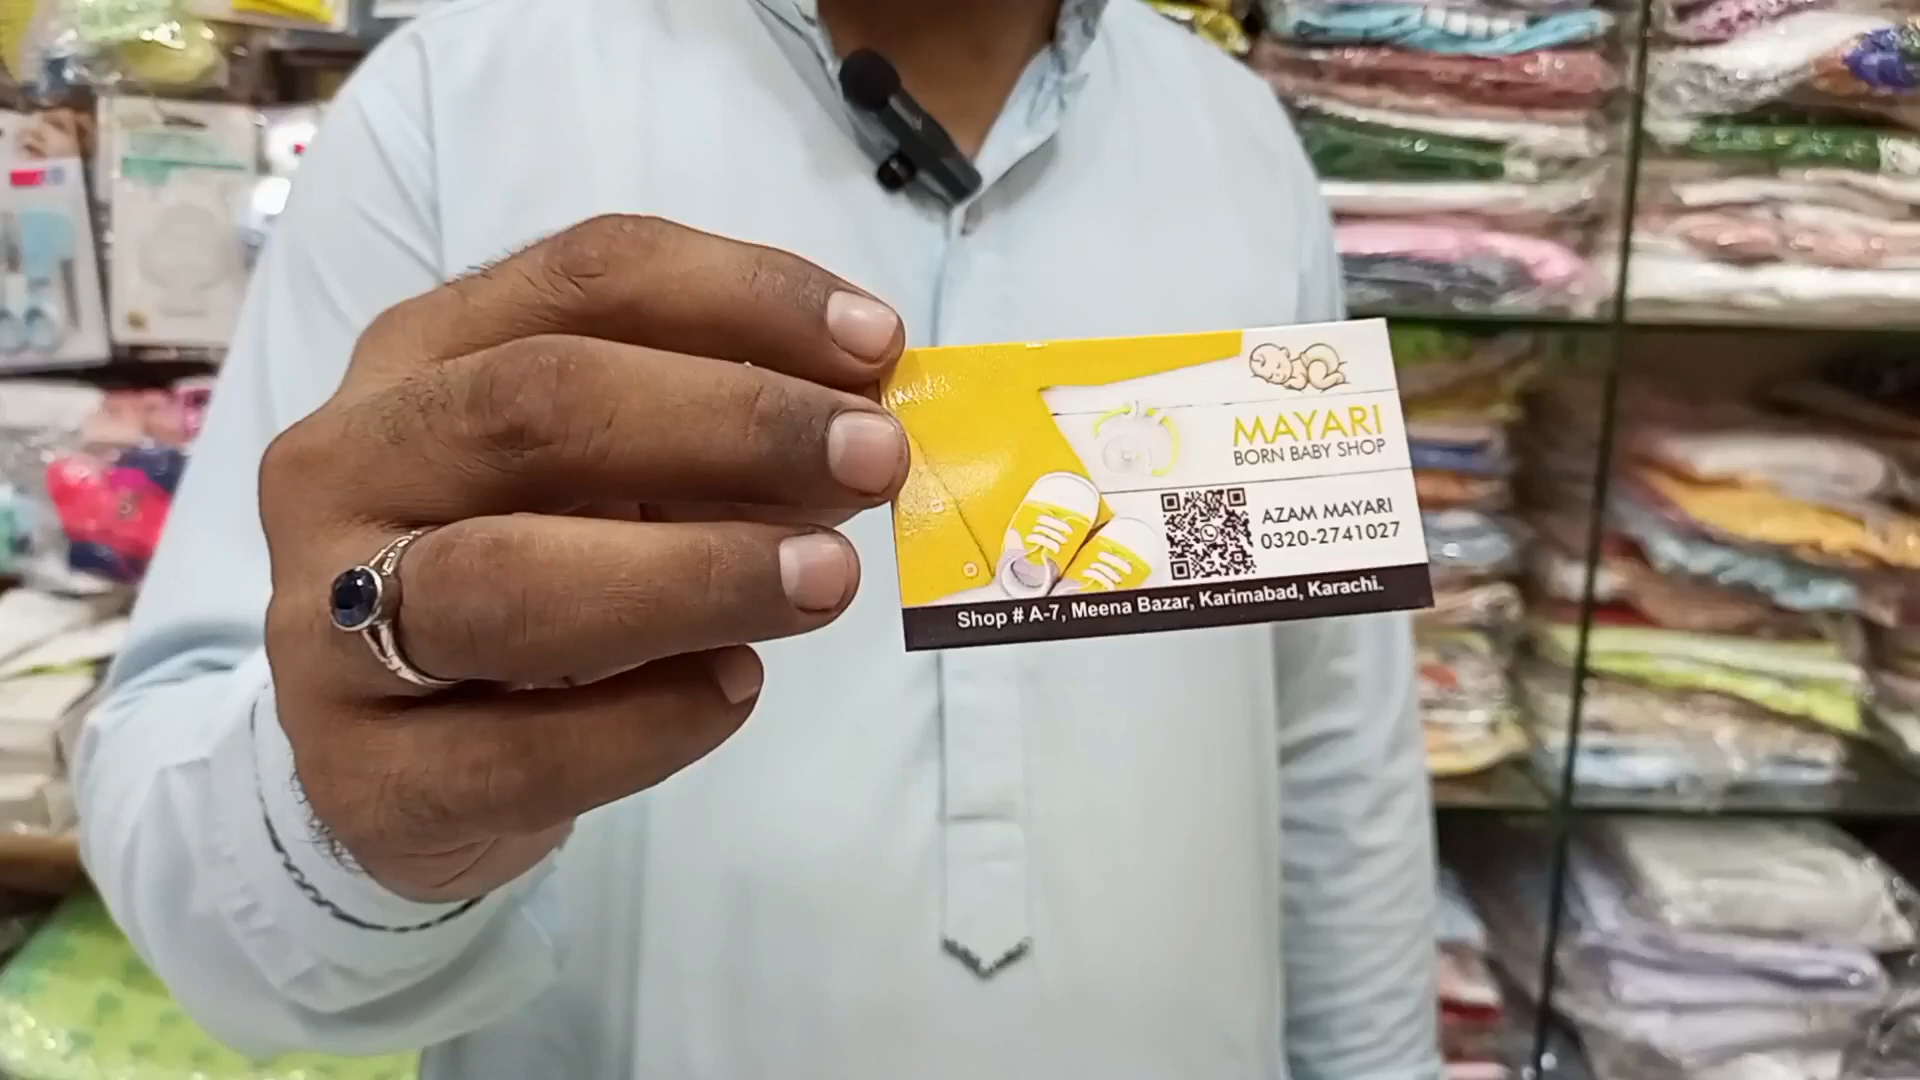 MAYARI
BORN BABY SHOP
AZAM MAYARI
0320-2741027
Shop # A-7, Meena Bazar, Karimabad, Karachi.